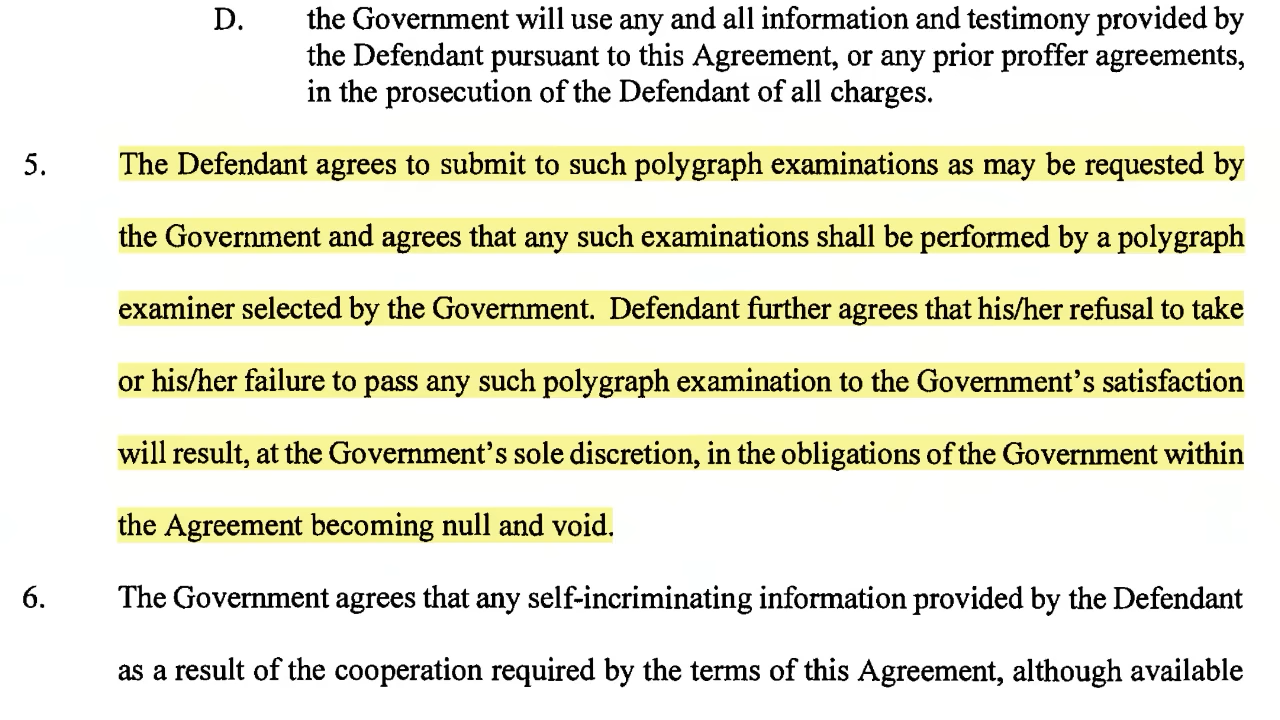 D. the Government will use any and all information and testimony provided by
the Defendant pursuant to this Agreement, or any prior proffer agreements,
in the prosecution of the Defendant of all charges.
5. The Defendant agrees to submit to such polygraph examinations as may be requested by
the Government and agrees that any such examinations shall be performed by a polygraph
examiner selected by the Government. Defendant further agrees that his/her refusal to take
or his/her failure to pass any such polygraph examination to the Government's satisfaction
will result, at the Government's sole discretion, in the obligations of the Government within
the Agreement becoming null and void.
6. The Government agrees that any self-incriminating information provided by the Defendant
as a result of the cooperation required by the terms of this Agreement, although available